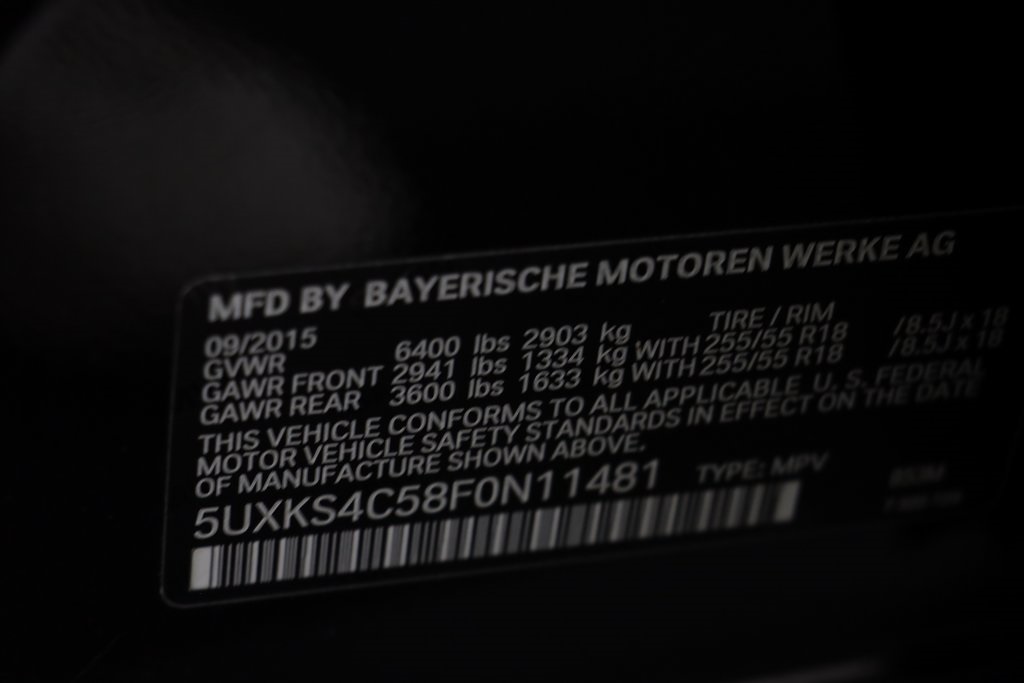 MFD BY BAYERISCHE MOTOREN WERKE AG
09/2015 TIRE / RIM
GVWR 6400 lbs 2903 kg
GAWR FRONT 2941 lbs 1334 kg WITH 255/55 R18 /8.5J x 18
GAWR REAR 3600 lbs 1633 kg WITH 255/55 R18 /8.5J x 18
THIS VEHICLE CONFORMS TO ALL APPLICABLE U. S. FEDERAL
MOTOR VEHICLE SAFETY STANDARDS IN EFFECT ON THE DATE
OF MANUFACTURE SHOWN ABOVE.
5UXKS4C58F0N11481 TYPE: MPV